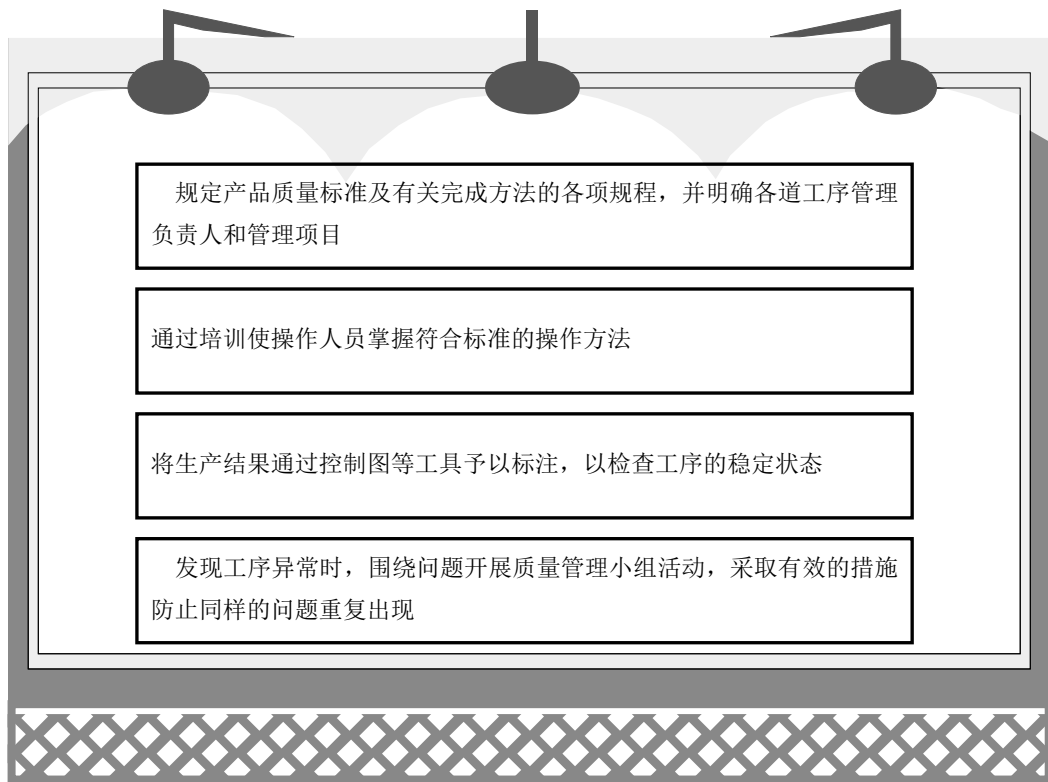 规定产品质量标准及有关完成方法的各项规程，并明确各道工序管理
负责人和管理项目
通过培训使操作人员掌握符合标准的操作方法
将生产结果通过控制图等工具予以标注，以检查工序的稳定状态
发现工序异常时，围绕问题开展质量管理小组活动，采取有效的措施
防止同样的问题重复出现